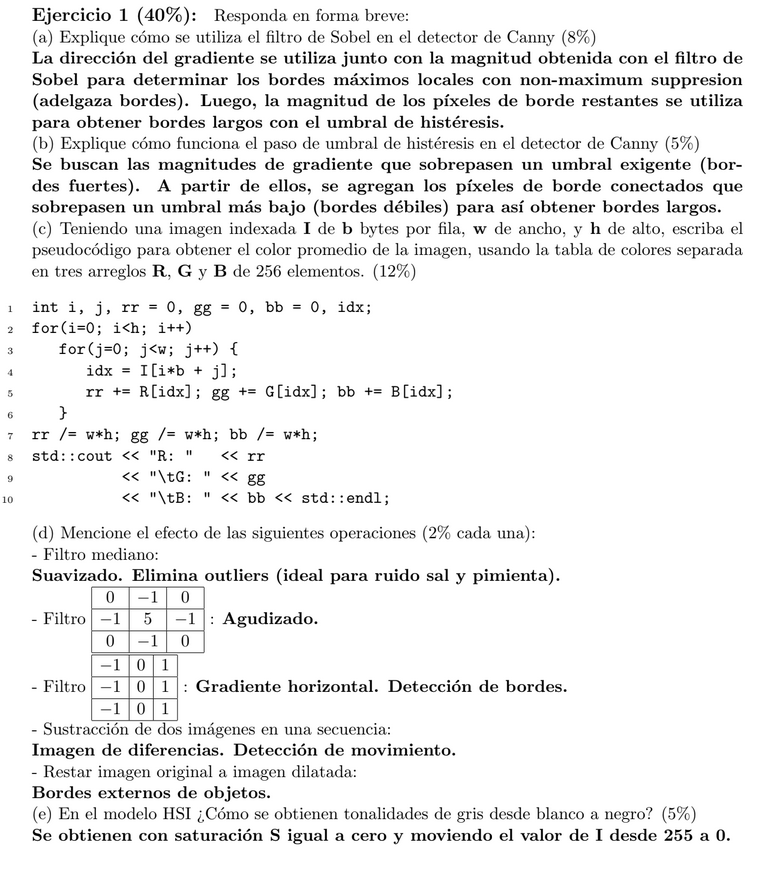 Ejercicio 1 (40%): Responda en forma breve:
(a) Explique cómo se utiliza el filtro de Sobel en el detector de Canny (8%)
La dirección del gradiente se utiliza junto con la magnitud obtenida con el filtro de
Sobel para determinar los bordes máximos locales con non-maximum suppresion
(adelgaza bordes). Luego, la magnitud de los píxeles de borde restantes se utiliza
para obtener bordes largos con el umbral de histéresis.
(b) Explique cómo funciona el paso de umbral de histéresis en el detector de Canny (5%)
Se buscan las magnitudes de gradiente que sobrepasen un umbral exigente (bor-
des fuertes). A partir de ellos, se agregan los píxeles de borde conectados que
sobrepasen un umbral más bajo (bordes débiles) para así obtener bordes largos.
(c) Teniendo una imagen indexada I de b bytes por fila, w de ancho, y h de alto, escriba el
pseudocódigo para obtener el color promedio de la imagen, usando la tabla de colores separada
en tres arreglos R, G y B de 256 elementos. (12%)
1 int i, j, rr = 0, gg = 0, bb = 0, idx;
2 for(i=0; i<h; i++)
3 for(j=0; j<w; j++) {
4 idx = I[i*b + j];
5 rr += R[idx]; gg += G[idx]; bb += B[idx];
6 }
7 rr /= w*h; gg /= w*h; bb /= w*h;
8 std::cout << "R: " << rr
9 << "\tG: " << gg
10 << "\tB: " << bb << std::endl;
(d) Mencione el efecto de las siguientes operaciones (2% cada una):
- Filtro mediano:
Suavizado. Elimina outliers (ideal para ruido sal y pimienta).
0 −1 0
- Filtro −1 5 −1 : Agudizado.
0 −1 0
−1 0 1
- Filtro −1 0 1 : Gradiente horizontal. Detección de bordes.
−1 0 1
- Sustracción de dos imágenes en una secuencia:
Imagen de diferencias. Detección de movimiento.
- Restar imagen original a imagen dilatada:
Bordes externos de objetos.
(e) En el modelo HSI ¿Cómo se obtienen tonalidades de gris desde blanco a negro? (5%)
Se obtienen con saturación S igual a cero y moviendo el valor de I desde 255 a 0.